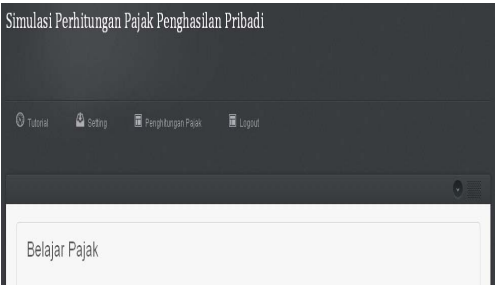 Simulasi Perhitungan Pajak Penghasilan Pribadi
Tutorial Setting Penghitungan Pajak Logout
Belajar Pajak